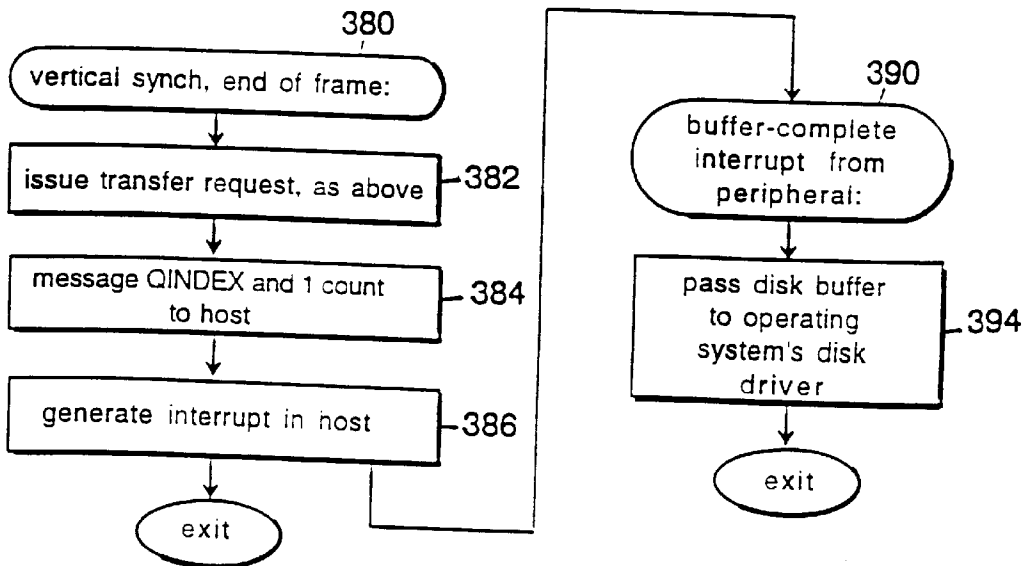 380
vertical synch, end of frame:
issue transfer request, as above
382
message QINDEX and 1 count
to host
384
generate interrupt in host
386
exit
390
buffer-complete
interrupt from
peripheral:
pass disk buffer
to operating
system's disk
driver
394
exit